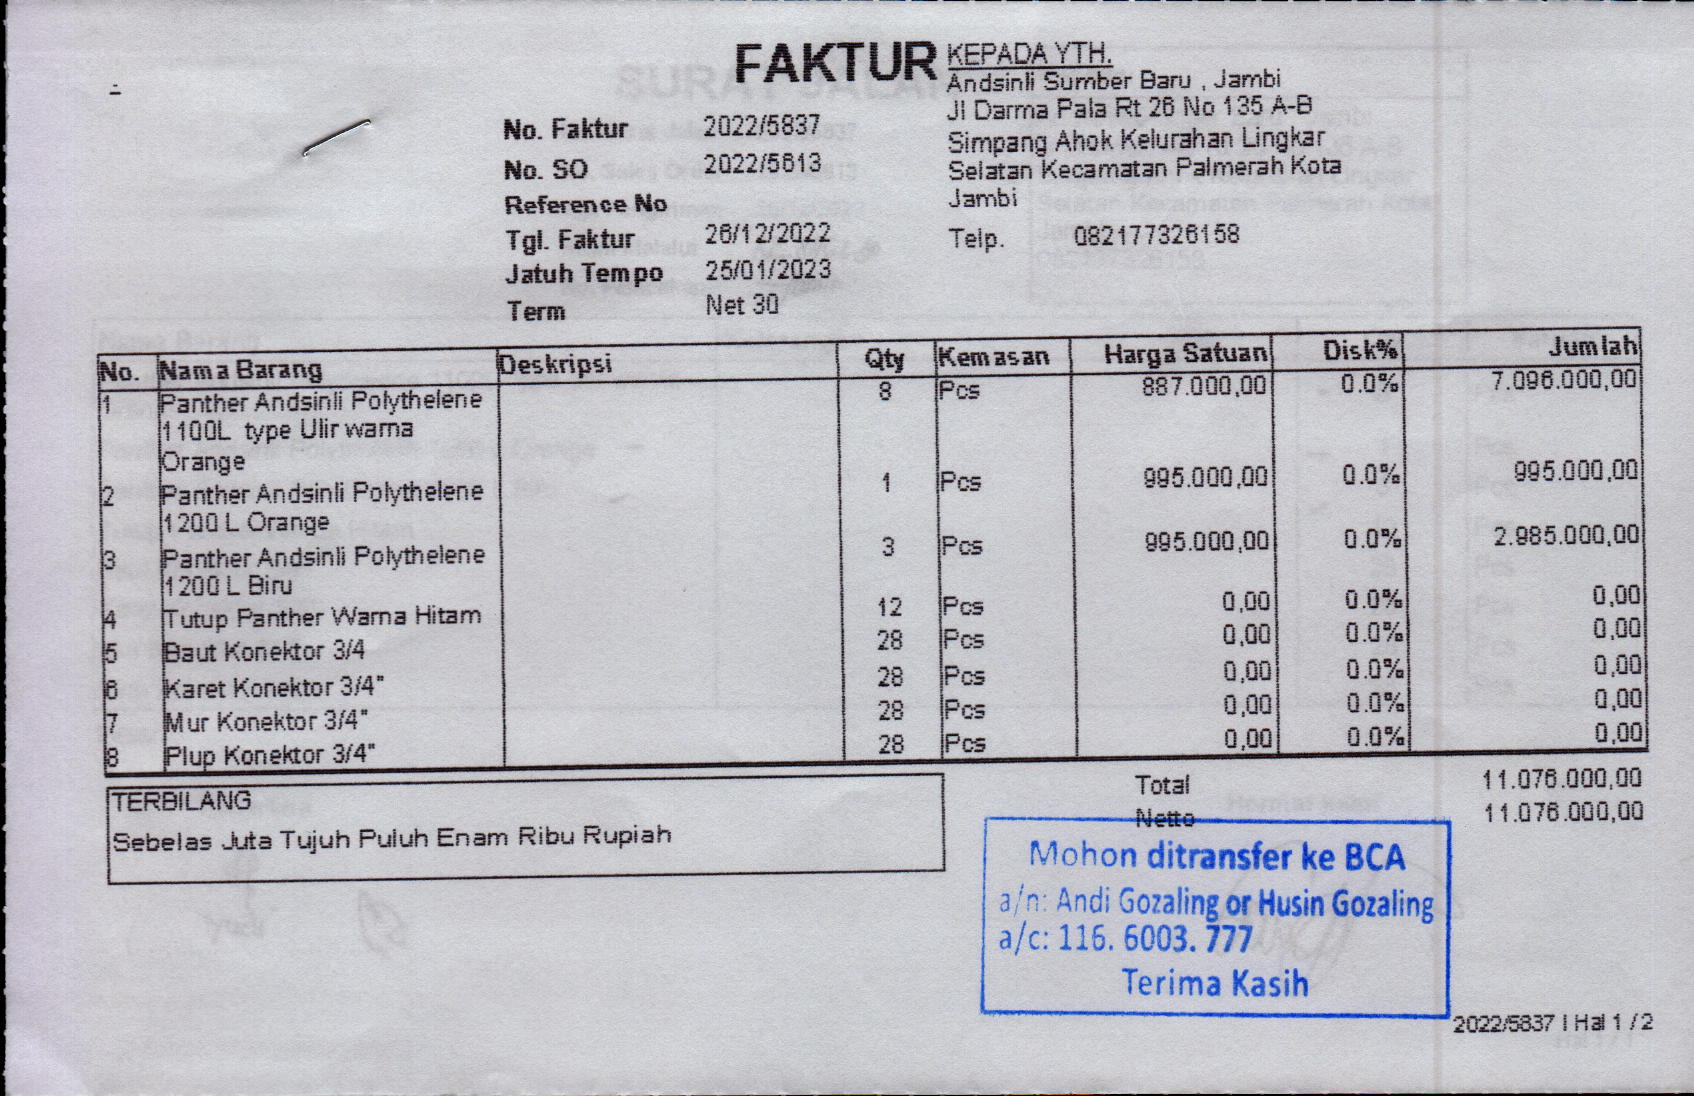 FAKTUR
KEPADA YTH.
Andsinli Sumber Baru , Jambi
Jl Darma Pala Rt 26 No 135 A-B
Simpang Ahok Kelurahan Lingkar
Selatan Kecamatan Palmerah Kota
Jambi
Telp. 082177326158
No. Faktur 2022/5837
No. SO 2022/5613
Reference No
Tgl. Faktur 26/12/2022
Jatuh Tempo 25/01/2023
Term Net 30
No. Nama Barang Deskripsi Qty Kemasan Harga Satuan Disk% Jumlah
1 Panther Andsinli Polythelene 8 Pcs 887.000,00 0.0% 7.096.000,00
1100L type Ulir warna
Orange
2 Panther Andsinli Polythelene 1 Pcs 995.000,00 0.0% 995.000,00
1200 L Orange
3 Panther Andsinli Polythelene 3 Pcs 995.000,00 0.0% 2.985.000,00
1200 L Biru
4 Tutup Panther Warna Hitam 12 Pcs 0,00 0.0% 0,00
5 Baut Konektor 3/4 28 Pcs 0,00 0.0% 0,00
6 Karet Konektor 3/4" 28 Pcs 0,00 0.0% 0,00
7 Mur Konektor 3/4" 28 Pcs 0,00 0.0% 0,00
8 Plup Konektor 3/4" 28 Pcs 0,00 0.0% 0,00
Total 11.076.000,00
Netto 11.076.000,00
TERBILANG
Sebelas Juta Tujuh Puluh Enam Ribu Rupiah
Mohon ditransfer ke BCA
a/n: Andi Gozaling or Husin Gozaling
a/c: 116. 6003. 777
Terima Kasih
2022/5837 | Hal 1 / 2